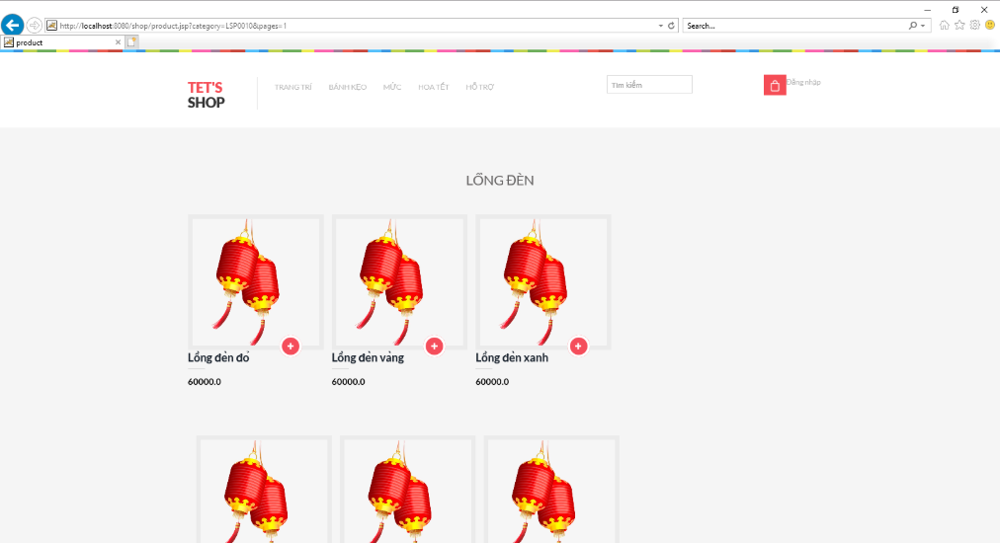 http://localhost:8080/shop/product.jsp?category=LSP0010&pages=1
Search...
product
TET'S
SHOP
TRANG TRÍ
BÁNH KẸO
MỨC
HOA TẾT
HỖ TRỢ
Tìm kiếm
Đăng nhập
LỒNG ĐÈN
Lồng đèn đỏ
Lồng đèn vàng
Lồng đèn xanh
60000.0
60000.0
60000.0